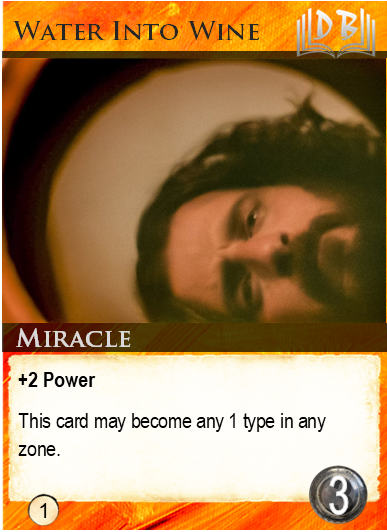 Water Into Wine
DB
Miracle
+2 Power
This card may become any 1 type in any
zone.
1
3